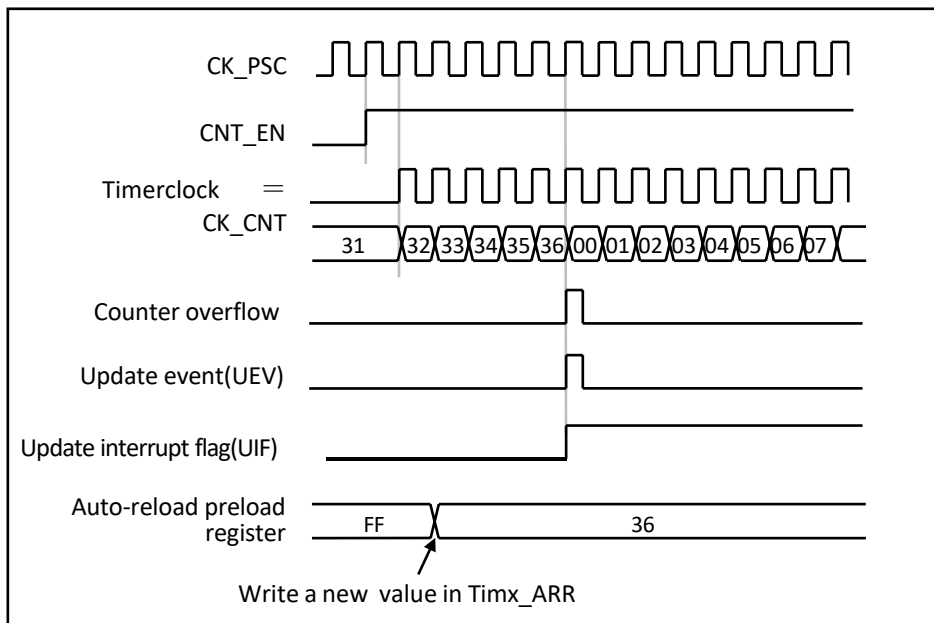 CK_PSC
CNT_EN
Timerclock =
CK_CNT
31 32 33 34 35 36 00 01 02 03 04 05 06 07
Counter overflow
Update event(UEV)
Update interrupt flag(UIF)
Auto-reload preload
register
FF 36
Write a new value in Timx_ARR